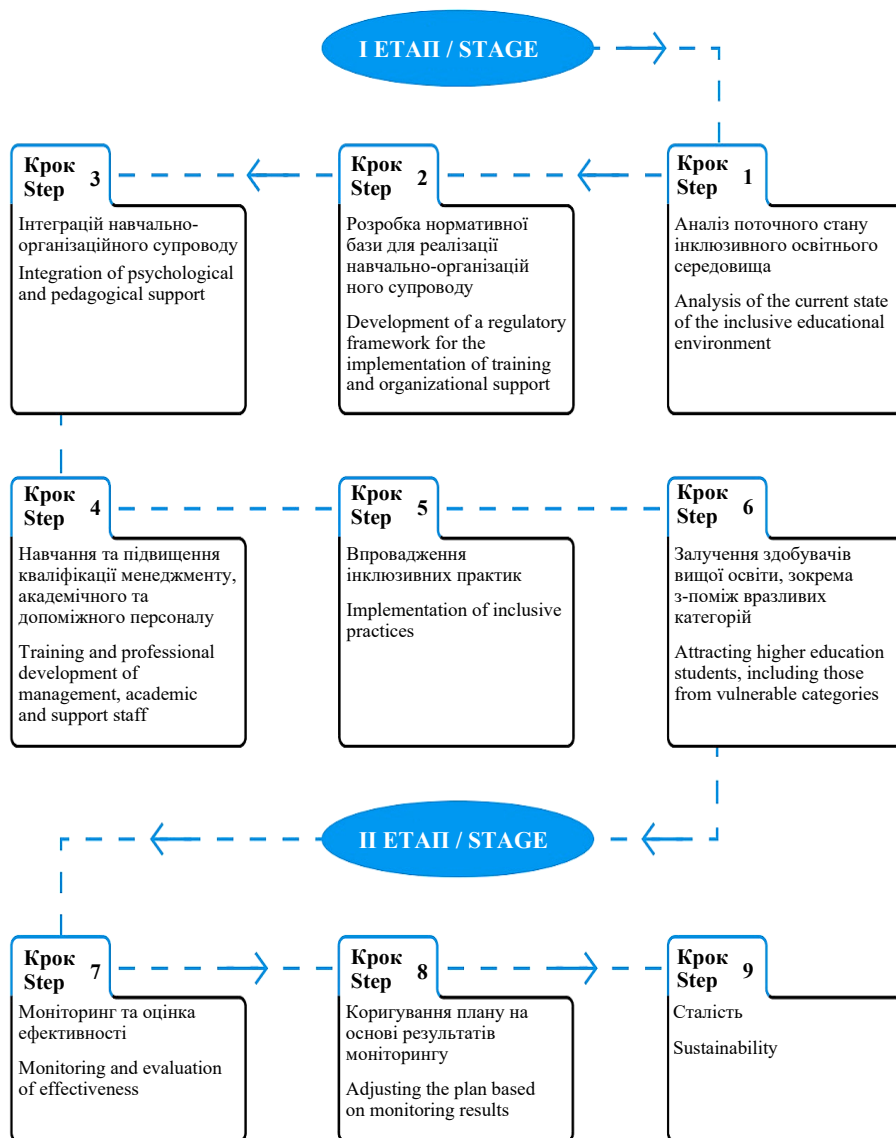 I ЕТАП / STAGE
Крок
Step 3
Інтеграцій навчально-
організаційного супроводу
Integration of psychological
and pedagogical support
Крок
Step 2
Розробка нормативної
бази для реалізації
навчально-організацій
ного супроводу
Development of a regulatory
framework for the
implementation of training
and organizational support
Крок
Step 1
Аналіз поточного стану
інклюзивного освітнього
середовища
Analysis of the current state
of the inclusive educational
environment
Крок
Step 4
Навчання та підвищення
кваліфікації менеджменту,
академічного та
допоміжного персоналу
Training and professional
development of
management, academic
and support staff
Крок
Step 5
Впровадження
інклюзивних практик
Implementation of inclusive
practices
Крок
Step 6
Залучення здобувачів
вищої освіти, зокрема
з-поміж вразливих
категорій
Attracting higher education
students, including those
from vulnerable categories
II ЕТАП / STAGE
Крок
Step 7
Моніторинг та оцінка
ефективності
Monitoring and evaluation
of effectiveness
Крок
Step 8
Коригування плану на
основі результатів
моніторингу
Adjusting the plan based
on monitoring results
Крок
Step 9
Сталість
Sustainability